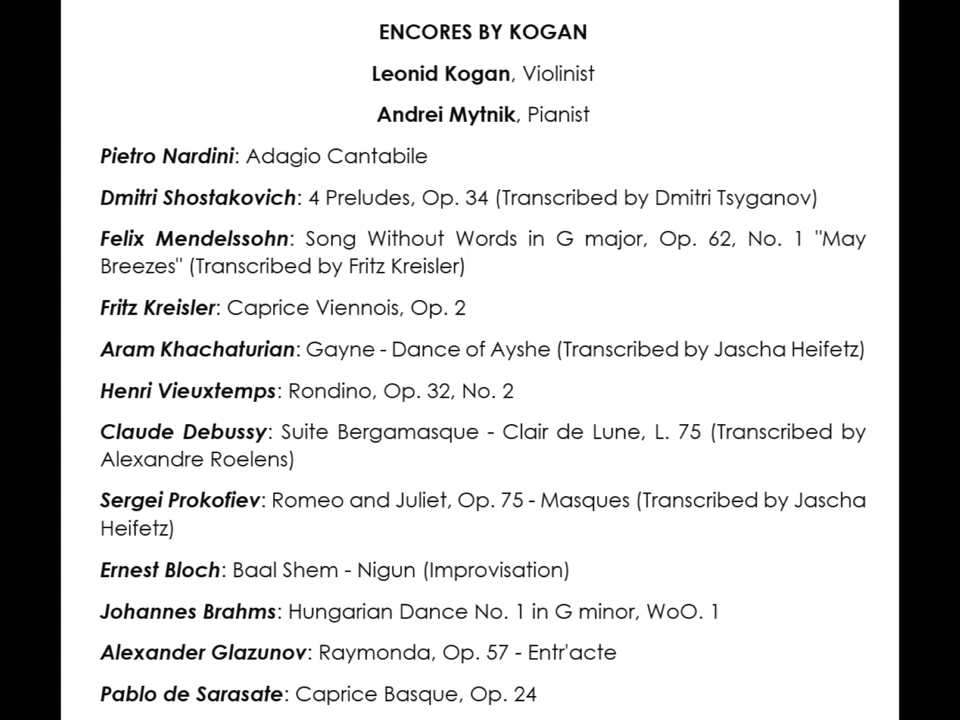 ENCORES BY KOGAN
Leonid Kogan, Violinist
Andrei Mytnik, Pianist
Pietro Nardini: Adagio Cantabile
Dmitri Shostakovich: 4 Preludes, Op. 34 (Transcribed by Dmitri Tsyganov)
Felix Mendelssohn: Song Without Words in G major, Op. 62, No. 1 "May
Breezes" (Transcribed by Fritz Kreisler)
Fritz Kreisler: Caprice Viennois, Op. 2
Aram Khachaturian: Gayne - Dance of Ayshe (Transcribed by Jascha Heifetz)
Henri Vieuxtemps: Rondino, Op. 32, No. 2
Claude Debussy: Suite Bergamasque - Clair de Lune, L. 75 (Transcribed by
Alexandre Roelens)
Sergei Prokofiev: Romeo and Juliet, Op. 75 - Masques (Transcribed by Jascha
Heifetz)
Ernest Bloch: Baal Shem - Nigun (Improvisation)
Johannes Brahms: Hungarian Dance No. 1 in G minor, WoO. 1
Alexander Glazunov: Raymonda, Op. 57 - Entr'acte
Pablo de Sarasate: Caprice Basque, Op. 24